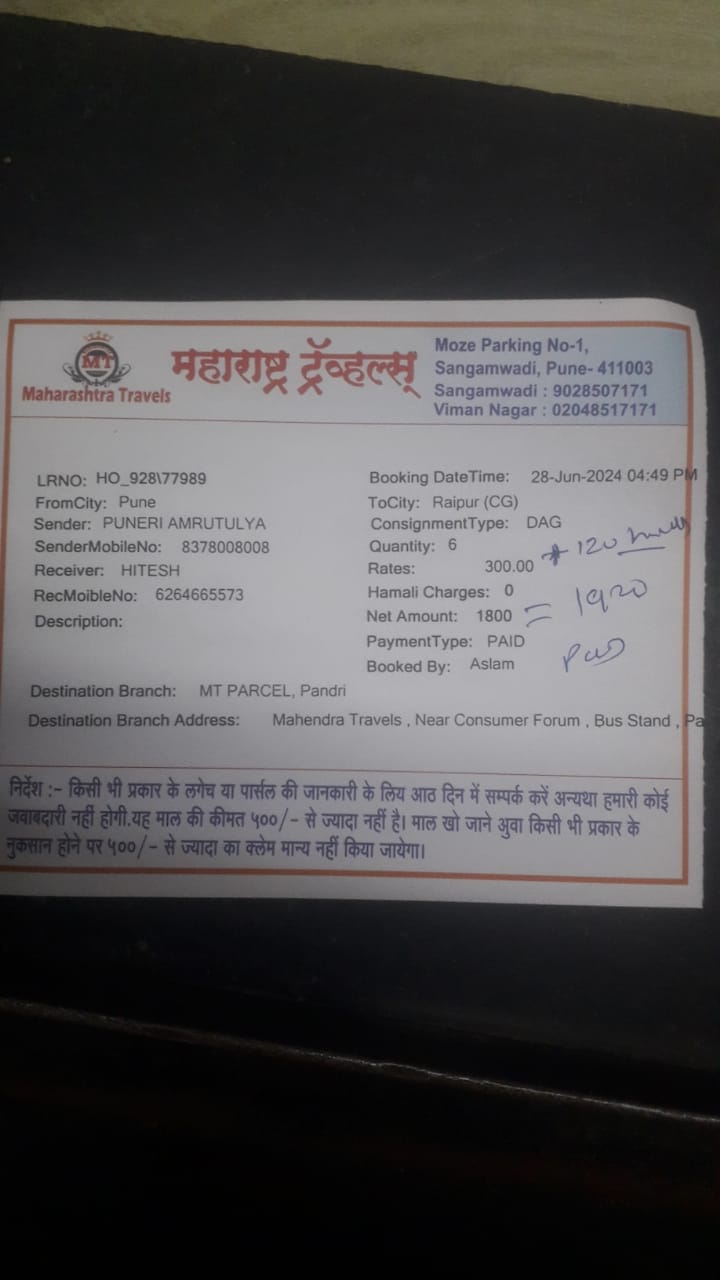 MT
Maharashtra Travels
महाराष्ट्र ट्रॅव्हल्स्
Moze Parking No-1,
Sangamwadi, Pune- 411003
Sangamwadi : 9028507171
Viman Nagar : 02048517171
LRNO: HO_928\77989
Booking DateTime: 28-Jun-2024 04:49 PM
FromCity: Pune
ToCity: Raipur (CG)
Sender: PUNERI AMRUTULYA
ConsignmentType: DAG
SenderMobileNo: 8378008008
Quantity: 6
Receiver: HITESH
Rates: 300.00 + 120
RecMoibleNo: 6264665573
Hamali Charges: 0
Description:
Net Amount: 1800 = 1920
PaymentType: PAID
Booked By: Aslam
Destination Branch: MT PARCEL, Pandri
Destination Branch Address: Mahendra Travels , Near Consumer Forum , Bus Stand , Pa
निर्देश :- किसी भी प्रकार के लगेच या पार्सल की जानकारी के लिय आठ दिन में सम्पर्क करें अन्यथा हमारी कोई
जवाबदारी नहीं होगी.यह माल की कीमत ५००/- से ज्यादा नहीं है। माल खो जाने अुवा किसी भी प्रकार के
नुकसान होने पर ५००/- से ज्यादा का क्लेम मान्य नहीं किया जायेगा।